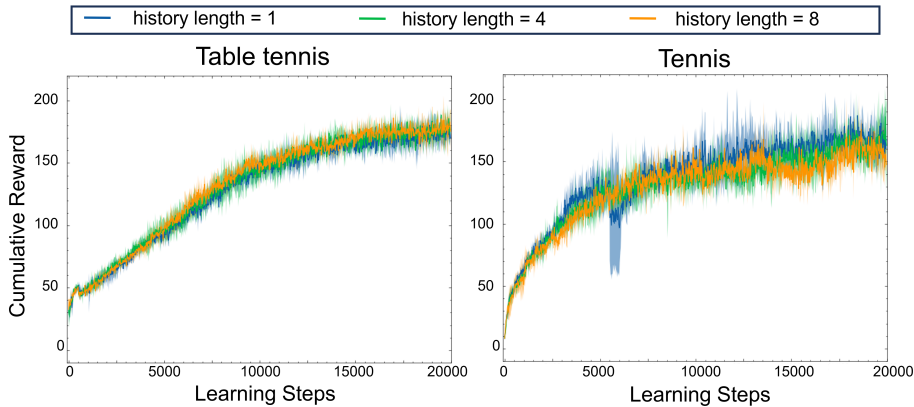 history length = 1 history length = 4 history length = 8
Table tennis
Cumulative Reward
200
150
100
50
0
0 5000 10000 15000 20000
Learning Steps
Tennis
200
150
100
50
0
0 5000 10000 15000 20000
Learning Steps